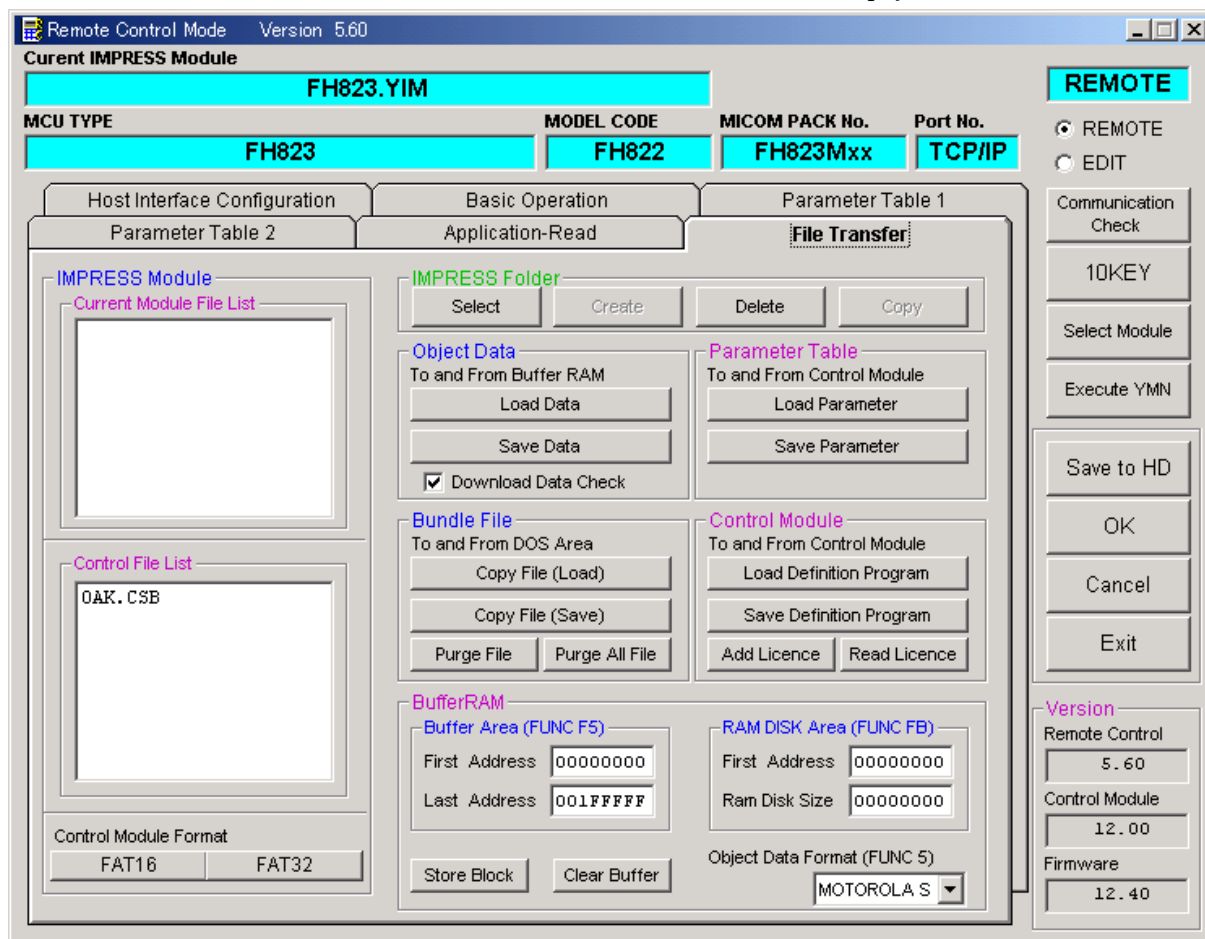 Remote Control Mode Version 5.60
Curent IMPRESS Module
FH823.YIM
REMOTE
MCU TYPE MODEL CODE MICOM PACK No. Port No.
FH823 FH822 FH823Mxx TCP/IP
REMOTE
EDIT
Host Interface Configuration Basic Operation Parameter Table 1
Parameter Table 2 Application-Read File Transfer
Communication
Check
10KEY
Select Module
Execute YMN
Save to HD
OK
Cancel
Exit
IMPRESS Module
Current Module File List
Control File List
OAK.CSB
Control Module Format
FAT16 FAT32
IMPRESS Folder
Select Create Delete Copy
Object Data
To and From Buffer RAM
Load Data
Save Data
Download Data Check
Parameter Table
To and From Control Module
Load Parameter
Save Parameter
Bundle File
To and From DOS Area
Copy File (Load)
Copy File (Save)
Purge File Purge All File
Control Module
To and From Control Module
Load Definition Program
Save Definition Program
Add Licence Read Licence
BufferRAM
Buffer Area (FUNC F5)
First Address 00000000
Last Address 001FFFFF
RAM DISK Area (FUNC FB)
First Address 00000000
Ram Disk Size 00000000
Store Block Clear Buffer
Object Data Format (FUNC 5)
MOTOROLA S
Version
Remote Control
5.60
Control Module
12.00
Firmware
12.40